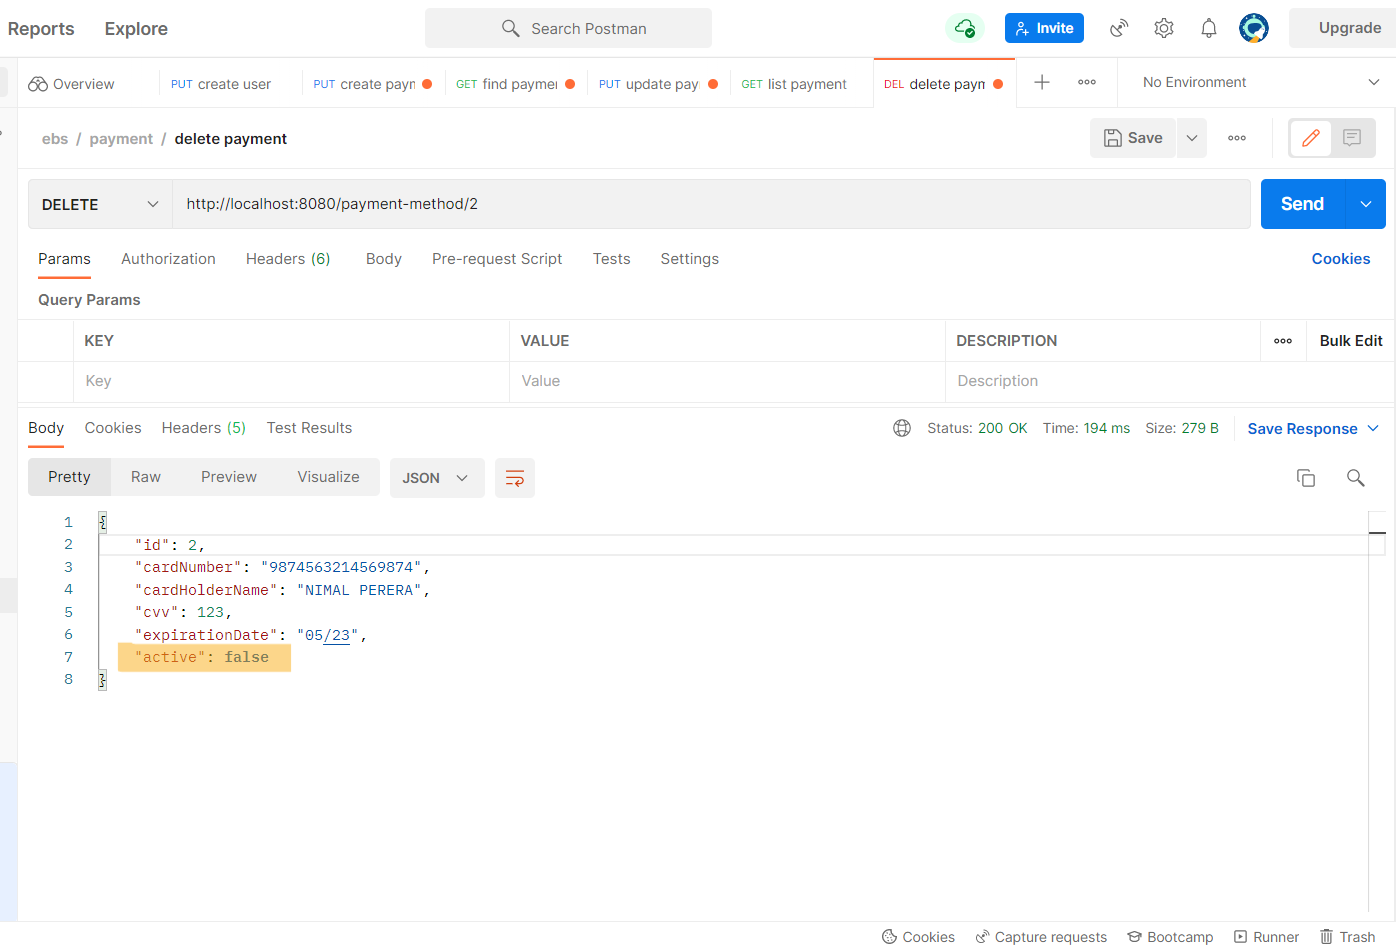 Reports Explore Search Postman Invite Upgrade
Overview PUT create user PUT create payn GET find paymer PUT update pay GET list payment DEL delete paym No Environment
ebs / payment / delete payment Save
DELETE http://localhost:8080/payment-method/2 Send
Params Authorization Headers (6) Body Pre-request Script Tests Settings Cookies
Query Params
KEY VALUE DESCRIPTION Bulk Edit
Key Value Description
Body Cookies Headers (5) Test Results Status: 200 OK Time: 194 ms Size: 279 B Save Response
Pretty Raw Preview Visualize JSON
1 {
2 "id": 2,
3 "cardNumber": "9874563214569874",
4 "cardHolderName": "NIMAL PERERA",
5 "cvv": 123,
6 "expirationDate": "05/23",
7 "active": false
8 }
Cookies Capture requests Bootcamp Runner Trash